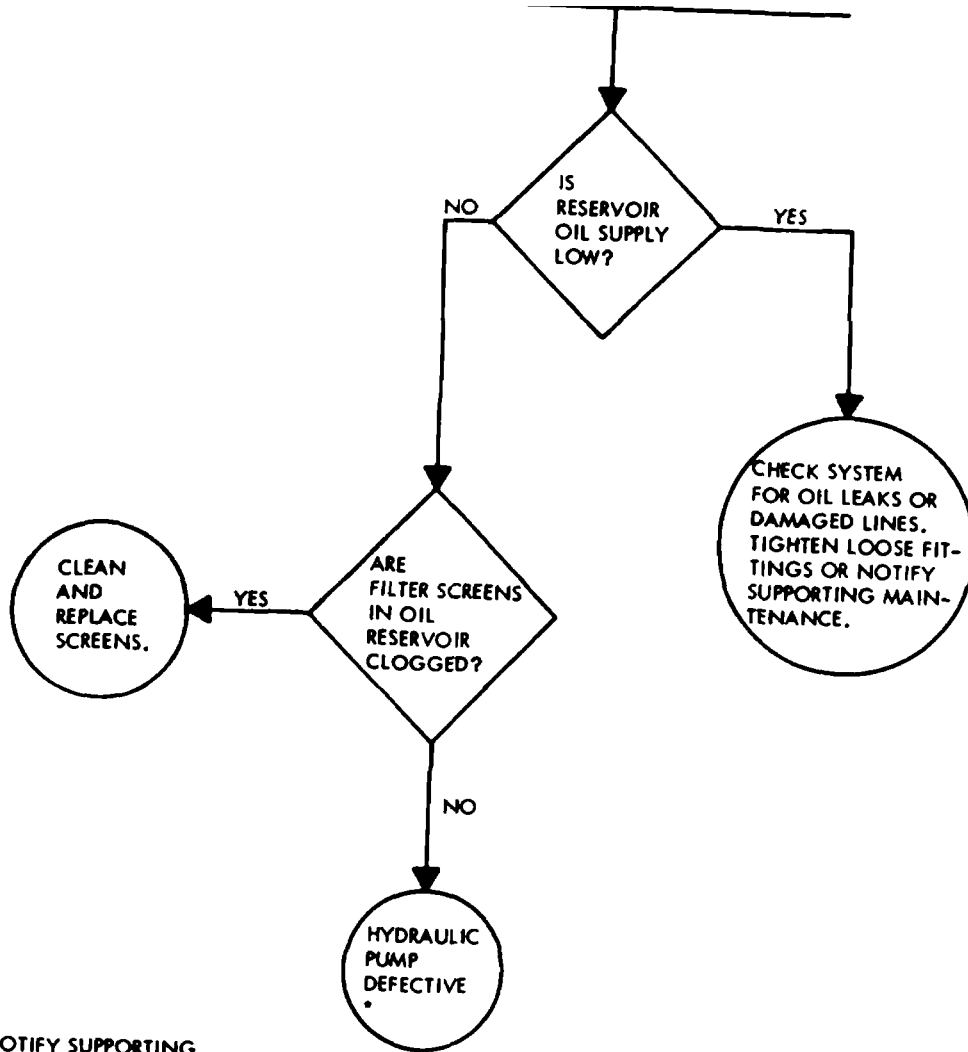 IS
RESERVOIR
OIL SUPPLY
LOW?
NO
YES
CHECK SYSTEM
FOR OIL LEAKS OR
DAMAGED LINES.
TIGHTEN LOOSE FIT-
TINGS OR NOTIFY
SUPPORTING MAIN-
TENANCE.
ARE
FILTER SCREENS
IN OIL
RESERVOIR
CLOGGED?
YES
CLEAN
AND
REPLACE
SCREENS.
NO
HYDRAULIC
PUMP
DEFECTIVE
*
OTIFY SUPPORTING